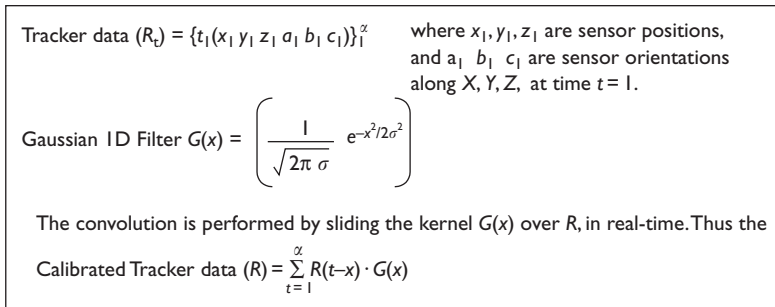 Tracker data (Rₜ) = {t₁(x₁ y₁ z₁ a₁ b₁ c₁)}₁^α where x₁, y₁, z₁ are sensor positions,
and a₁ b₁ c₁ are sensor orientations
along X, Y, Z, at time t = 1.
Gaussian 1D Filter G(x) = ( 1 / √2π σ e^–x²/2σ² )
The convolution is performed by sliding the kernel G(x) over R, in real-time. Thus the
Calibrated Tracker data (R) = α Σ t = 1 R(t–x) · G(x)